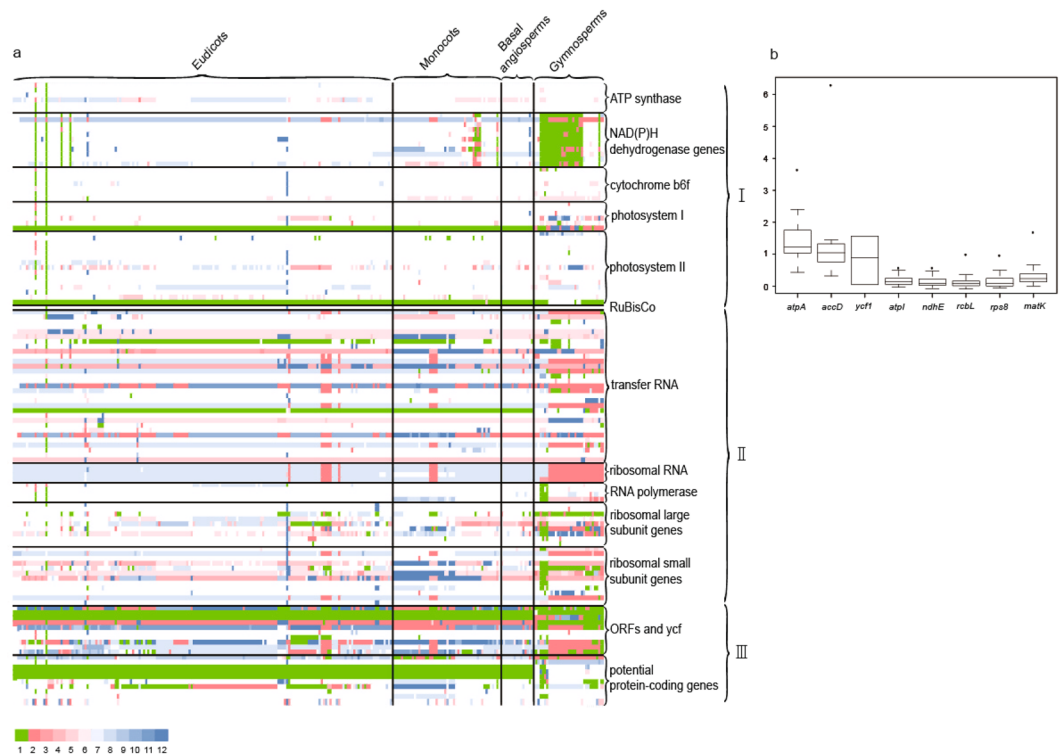 a
Eudicots
Monocots
Basal angiosperms
Gymnosperms
b
ATP synthase
NAD(P)H
dehydrogenase genes
cytochrome b6f
photosystem I
photosystem II
RuBisCo
transfer RNA
ribosomal RNA
RNA polymerase
ribosomal large
subunit genes
ribosomal small
subunit genes
ORFs and ycf
potential
protein-coding genes
I
II
III
6
5
4
3
2
1
0
atpA accD ycf1 atpI ndhE rcbL rps8 matK
1 2 3 4 5 6 7 8 9 10 11 12